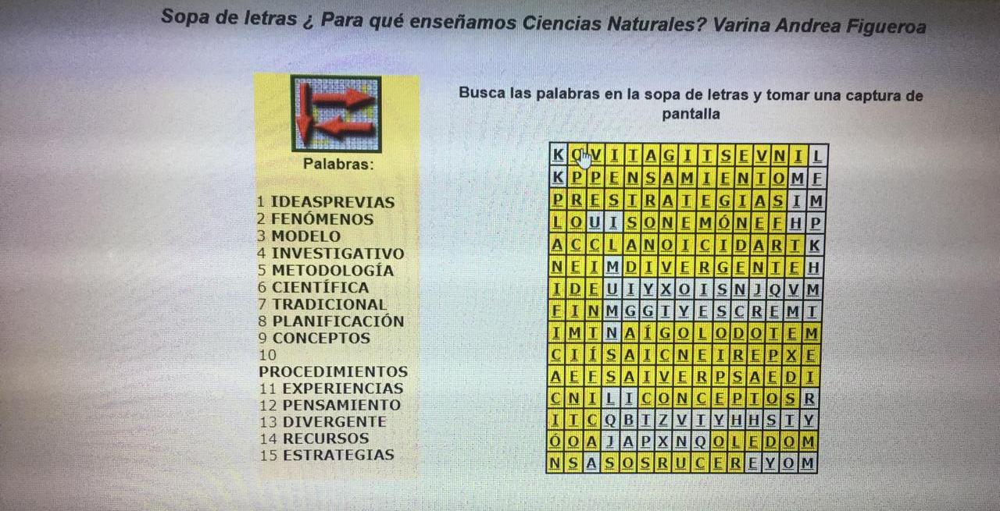 Sopa de letras ¿ Para qué enseñamos Ciencias Naturales? Varina Andrea Figueroa
Palabras:
1 IDEASPREVIAS
2 FENÓMENOS
3 MODELO
4 INVESTIGATIVO
5 METODOLOGÍA
6 CIENTÍFICA
7 TRADICIONAL
8 PLANIFICACIÓN
9 CONCEPTOS
10
PROCEDIMIENTOS
11 EXPERIENCIAS
12 PENSAMIENTO
13 DIVERGENTE
14 RECURSOS
15 ESTRATEGIAS
Busca las palabras en la sopa de letras y tomar una captura de
pantalla
K O V I T A G I T S E V N I L
K P P E N S A M I E N T O M F
P R E S T R A T E G I A S I M
L O U I S O N E M Ó N E F H P
A C C L A N O I C I D A R T K
N E I M D I V E R G E N T E H
I D E U I Y X O I S N J Q V M
F I N M G G T Y E S C R E M T
I M T N A Í G O L O D O T E M
C I Í S A I C N E I R E P X E
A E F S A I V E R P S A E D I
C N I L I C O N C E P T O S R
I T C Q B T Z V T Y H H S T Y
Ó O A J A P X N Q O L E D O M
N S A S O S R U C E R E Y O M